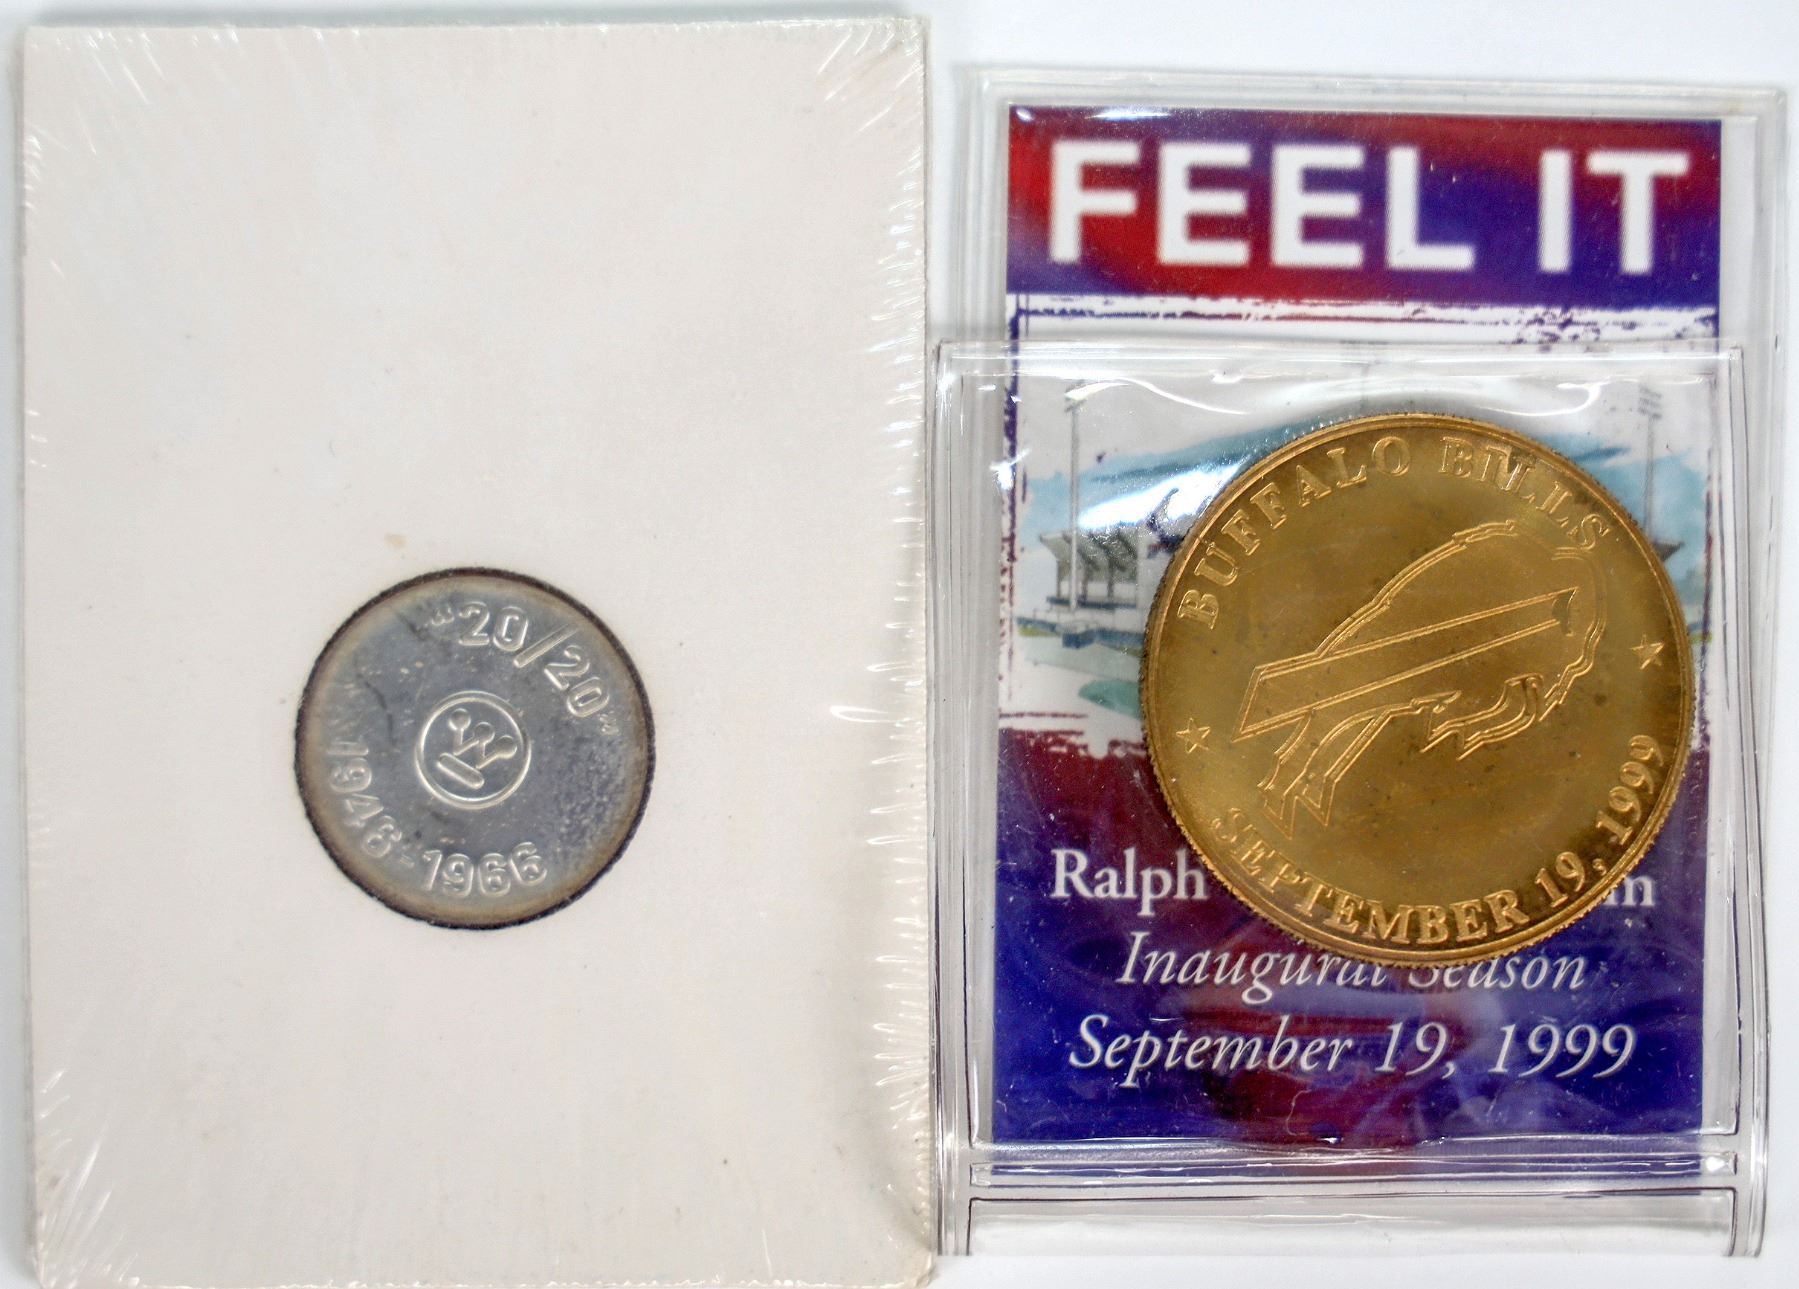 "20/20"
1946-1966
FEEL IT
BUFFALO BILLS
SEPTEMBER 19, 1999
Ralph
Inaugural Season
September 19, 1999